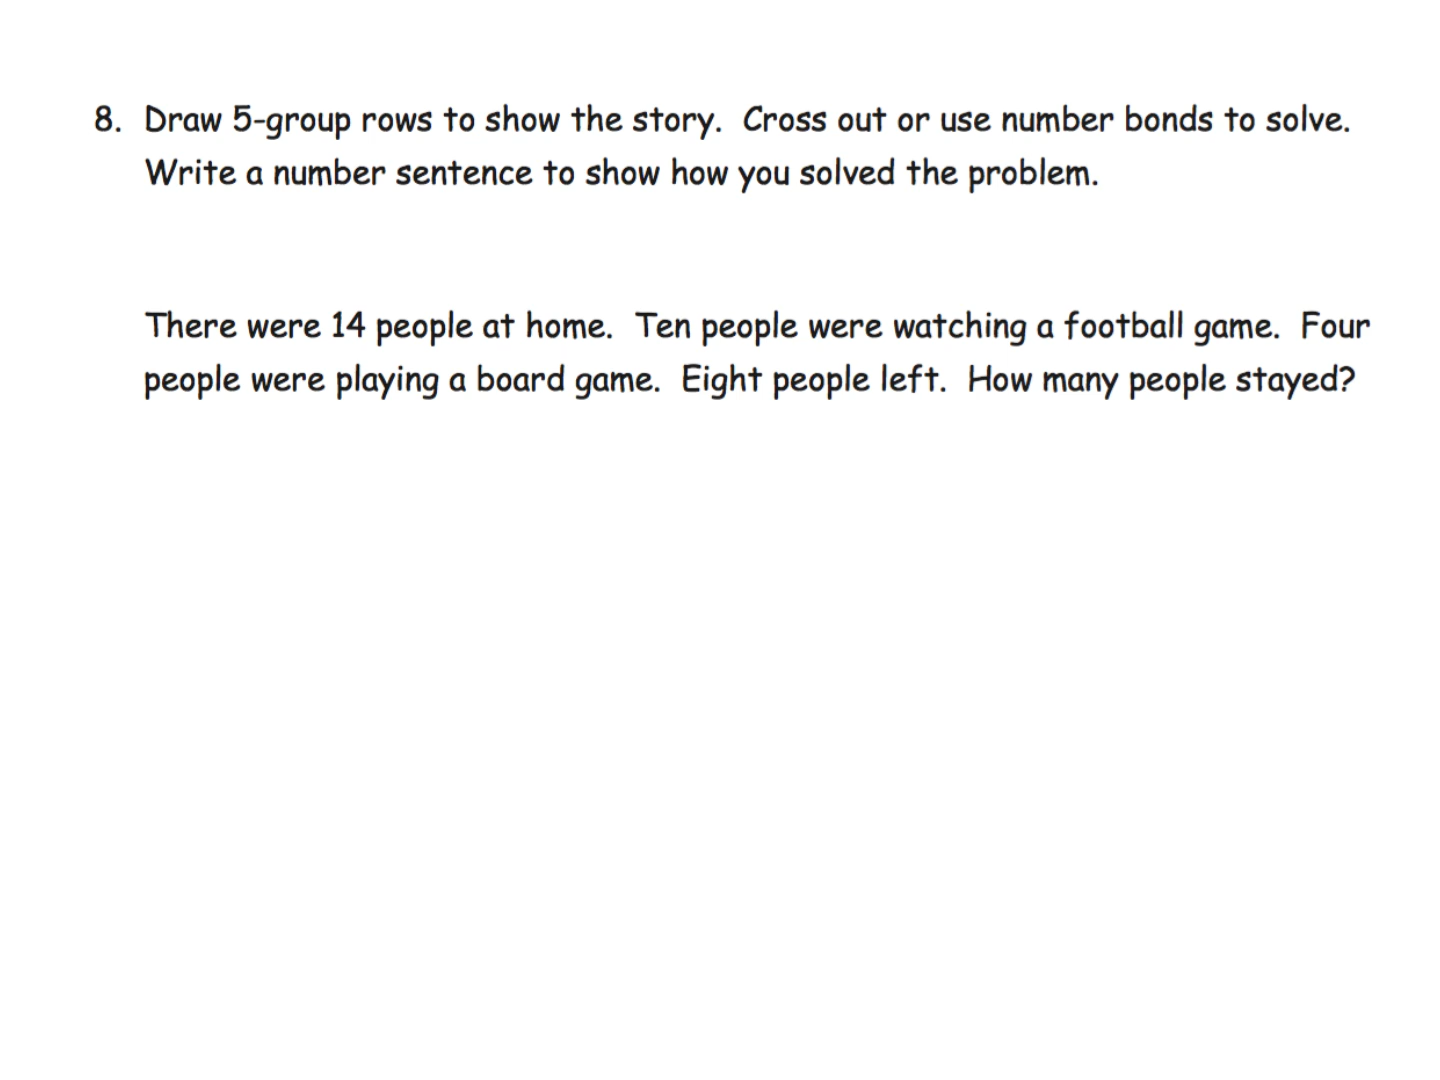 8. Draw 5-group rows to show the story. Cross out or use number bonds to solve.
Write a number sentence to show how you solved the problem.
There were 14 people at home. Ten people were watching a football game. Four
people were playing a board game. Eight people left. How many people stayed?